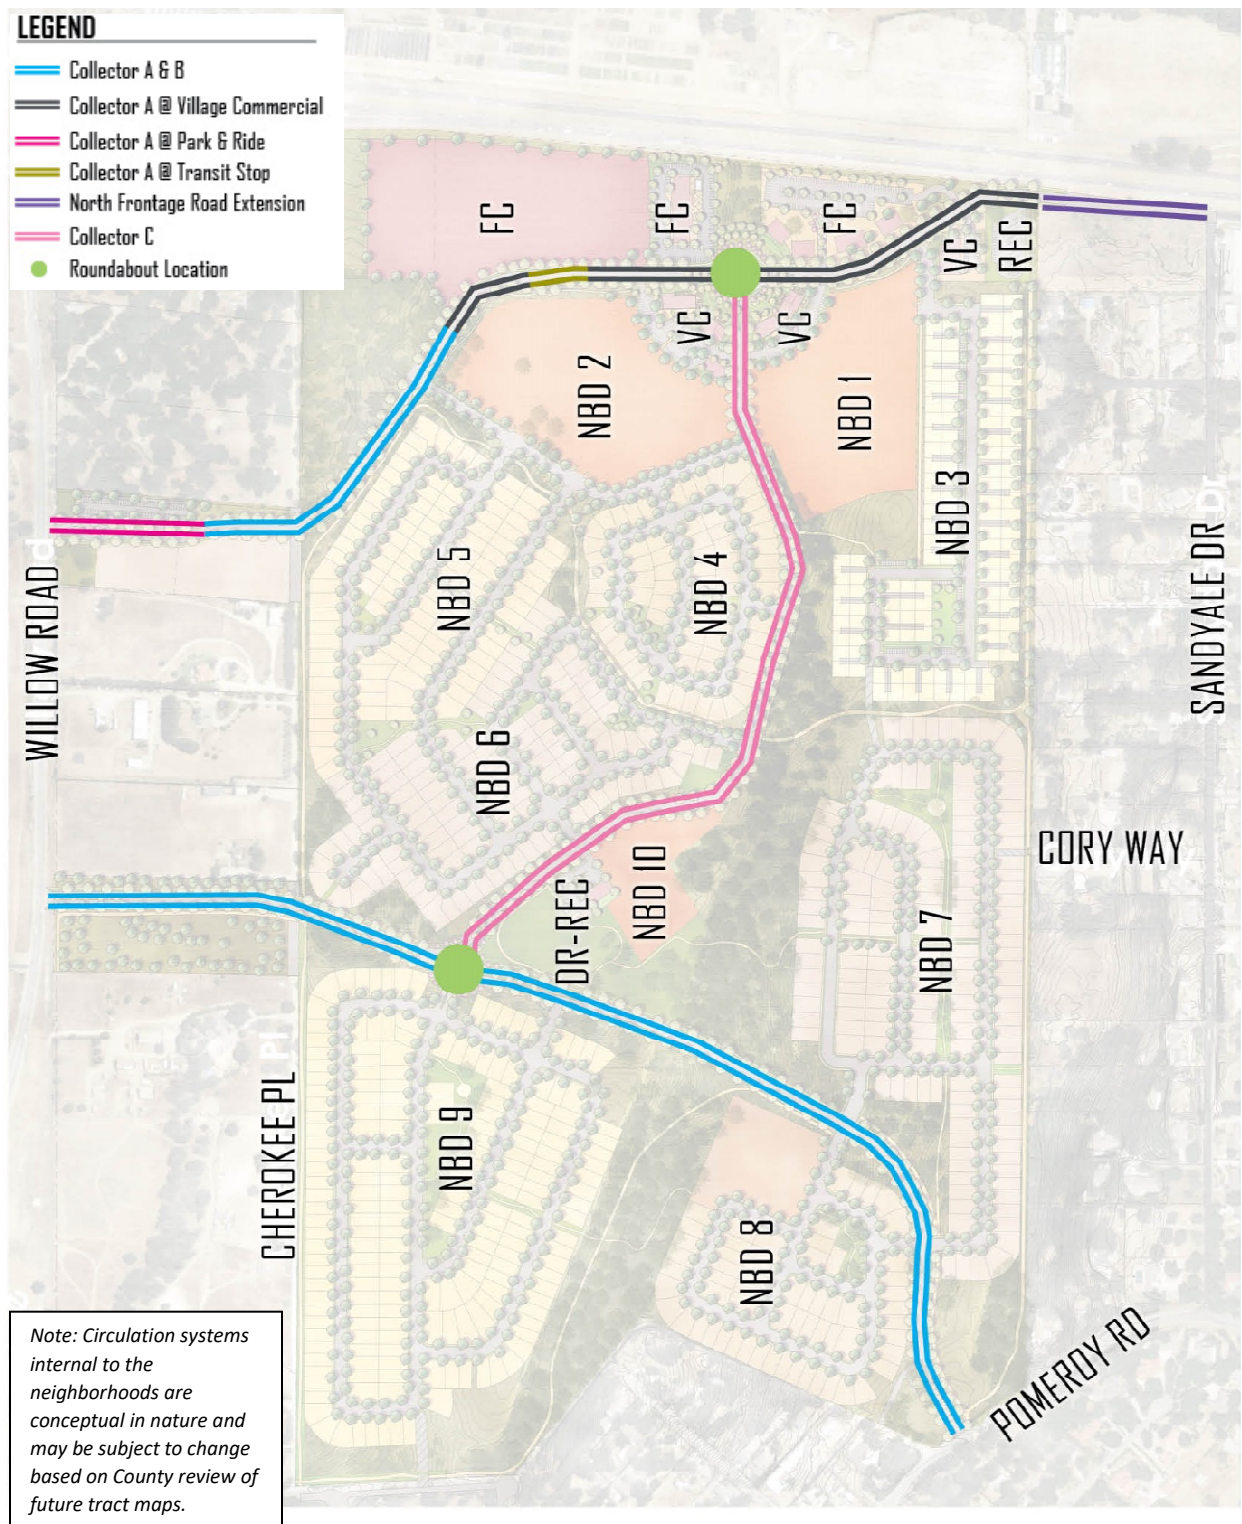 LEGEND
Collector A & B
Collector A @ Village Commercial
Collector A @ Park & Ride
Collector A @ Transit Stop
North Frontage Road Extension
Collector C
Roundabout Location
FC
FC
FC
VC
REC
VC
VC
NBD 2
NBD 1
NBD 3
NBD 5
NBD 4
WILLOW ROAD
d
Dr
SANDYALE DR
NBD 6
CORY WAY
NBD 10
DR-REC
NBD 7
CHEROKEE PL
Pl
NBD 9
NBD 8
POMEROY RD
Note: Circulation systems
internal to the
neighborhoods are
conceptual in nature and
may be subject to change
based on County review of
future tract maps.